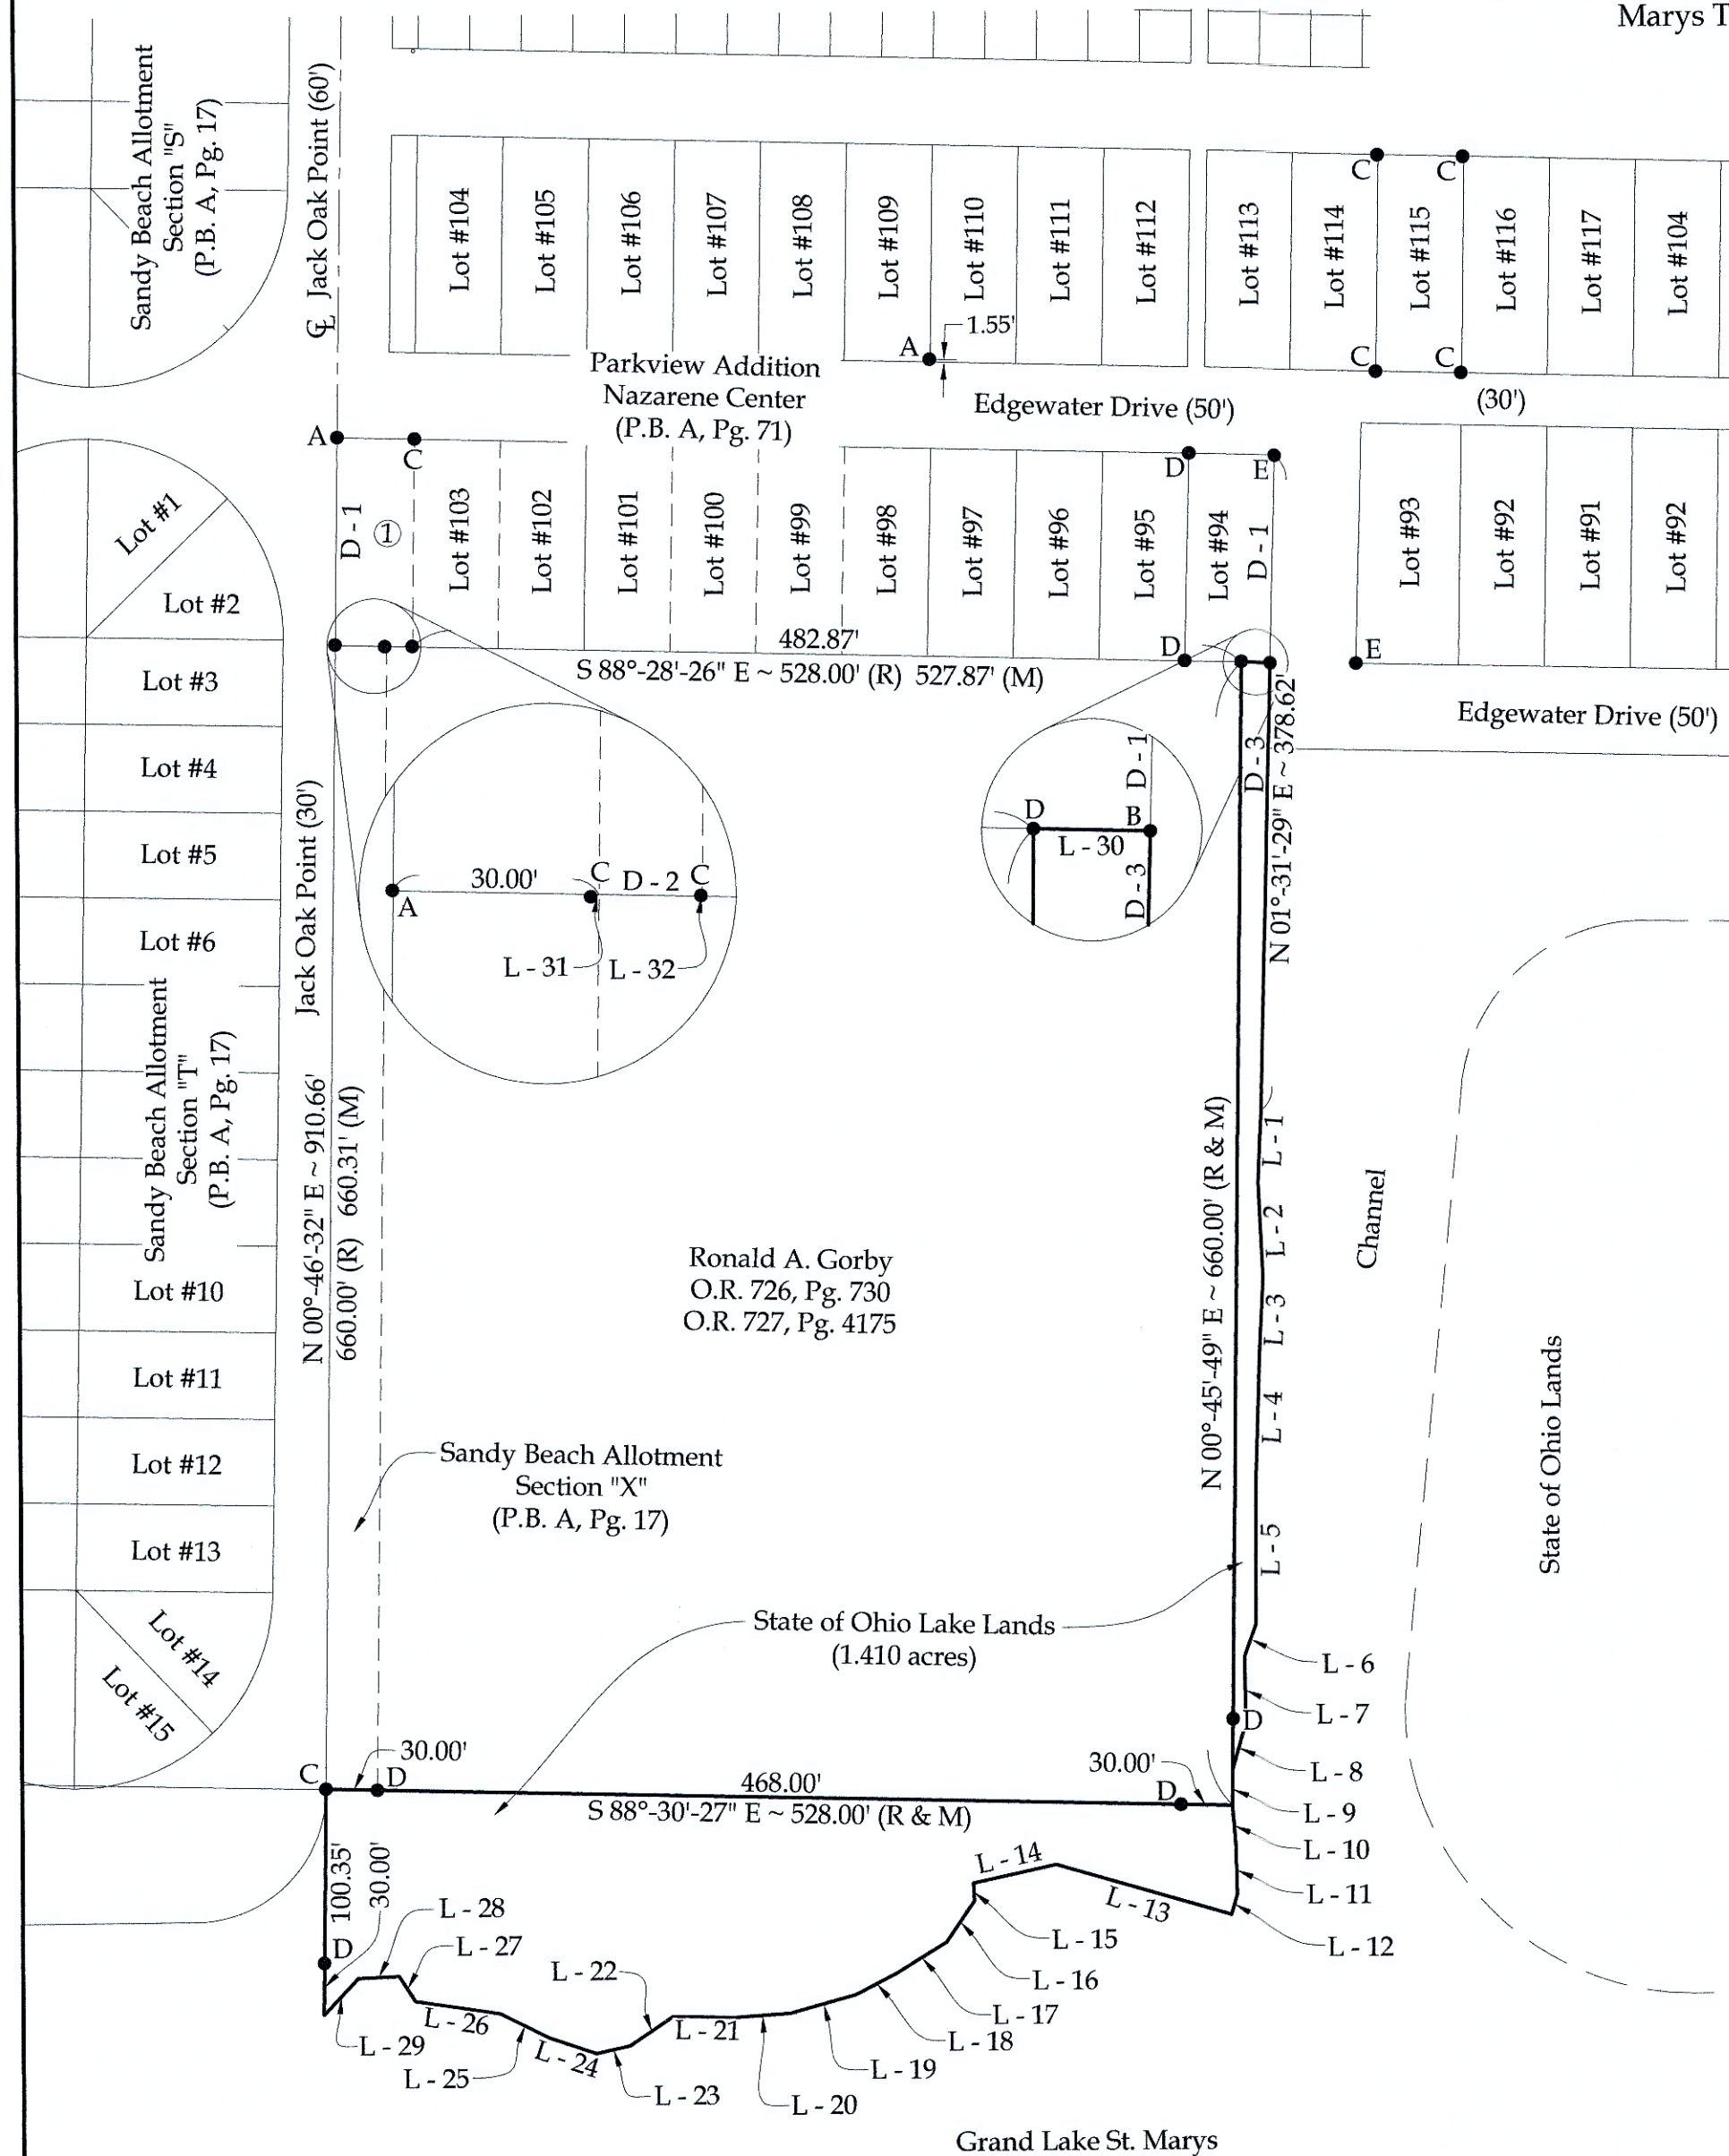 Marys T
Sandy Beach Allotment
Section "S"
(P.B. A, Pg. 17)
℄ Jack Oak Point (60')
Lot #104
Lot #105
Lot #106
Lot #107
Lot #108
Lot #109
Lot #110
Lot #111
Lot #112
Lot #113
Lot #114
Lot #115
Lot #116
Lot #117
Lot #104
C
C
C
C
A
1.55'
Parkview Addition
Nazarene Center
(P.B. A, Pg. 71)
Edgewater Drive (50')
(30')
A
C
D
E
D - 1
1
Lot #103
Lot #102
Lot #101
Lot #100
Lot #99
Lot #98
Lot #97
Lot #96
Lot #95
Lot #94
D - 1
Lot #93
Lot #92
Lot #91
Lot #92
Lot #1
Lot #2
Lot #3
Lot #4
Lot #5
Lot #6
482.87'
S 88°-28'-26" E ~ 528.00' (R) 527.87' (M)
D
E
Edgewater Drive (50')
D - 3
N 01°-31'-29" E ~ 378.62'
D - 1
D
B
L - 30
D - 3
30.00'
C
D - 2
C
A
L - 31
L - 32
Jack Oak Point (30')
Sandy Beach Allotment
Section "T"
(P.B. A, Pg. 17)
N 00°-46'-32" E ~ 910.66'
660.00' (R) 660.31' (M)
N 00°-45'-49" E ~ 660.00' (R & M)
L - 1
L - 2
L - 3
L - 4
L - 5
Channel
State of Ohio Lands
Ronald A. Gorby
O.R. 726, Pg. 730
O.R. 727, Pg. 4175
Lot #10
Lot #11
Lot #12
Lot #13
Lot #14
Lot #15
Sandy Beach Allotment
Section "X"
(P.B. A, Pg. 17)
State of Ohio Lake Lands
(1.410 acres)
L - 6
L - 7
D
L - 8
L - 9
L - 10
L - 11
L - 12
C
30.00'
D
468.00'
S 88°-30'-27" E ~ 528.00' (R & M)
30.00'
D
100.35'
30.00'
D
L - 13
L - 14
L - 15
L - 16
L - 17
L - 18
L - 19
L - 20
L - 21
L - 22
L - 23
L - 24
L - 25
L - 26
L - 27
L - 28
L - 29
Grand Lake St. Marys